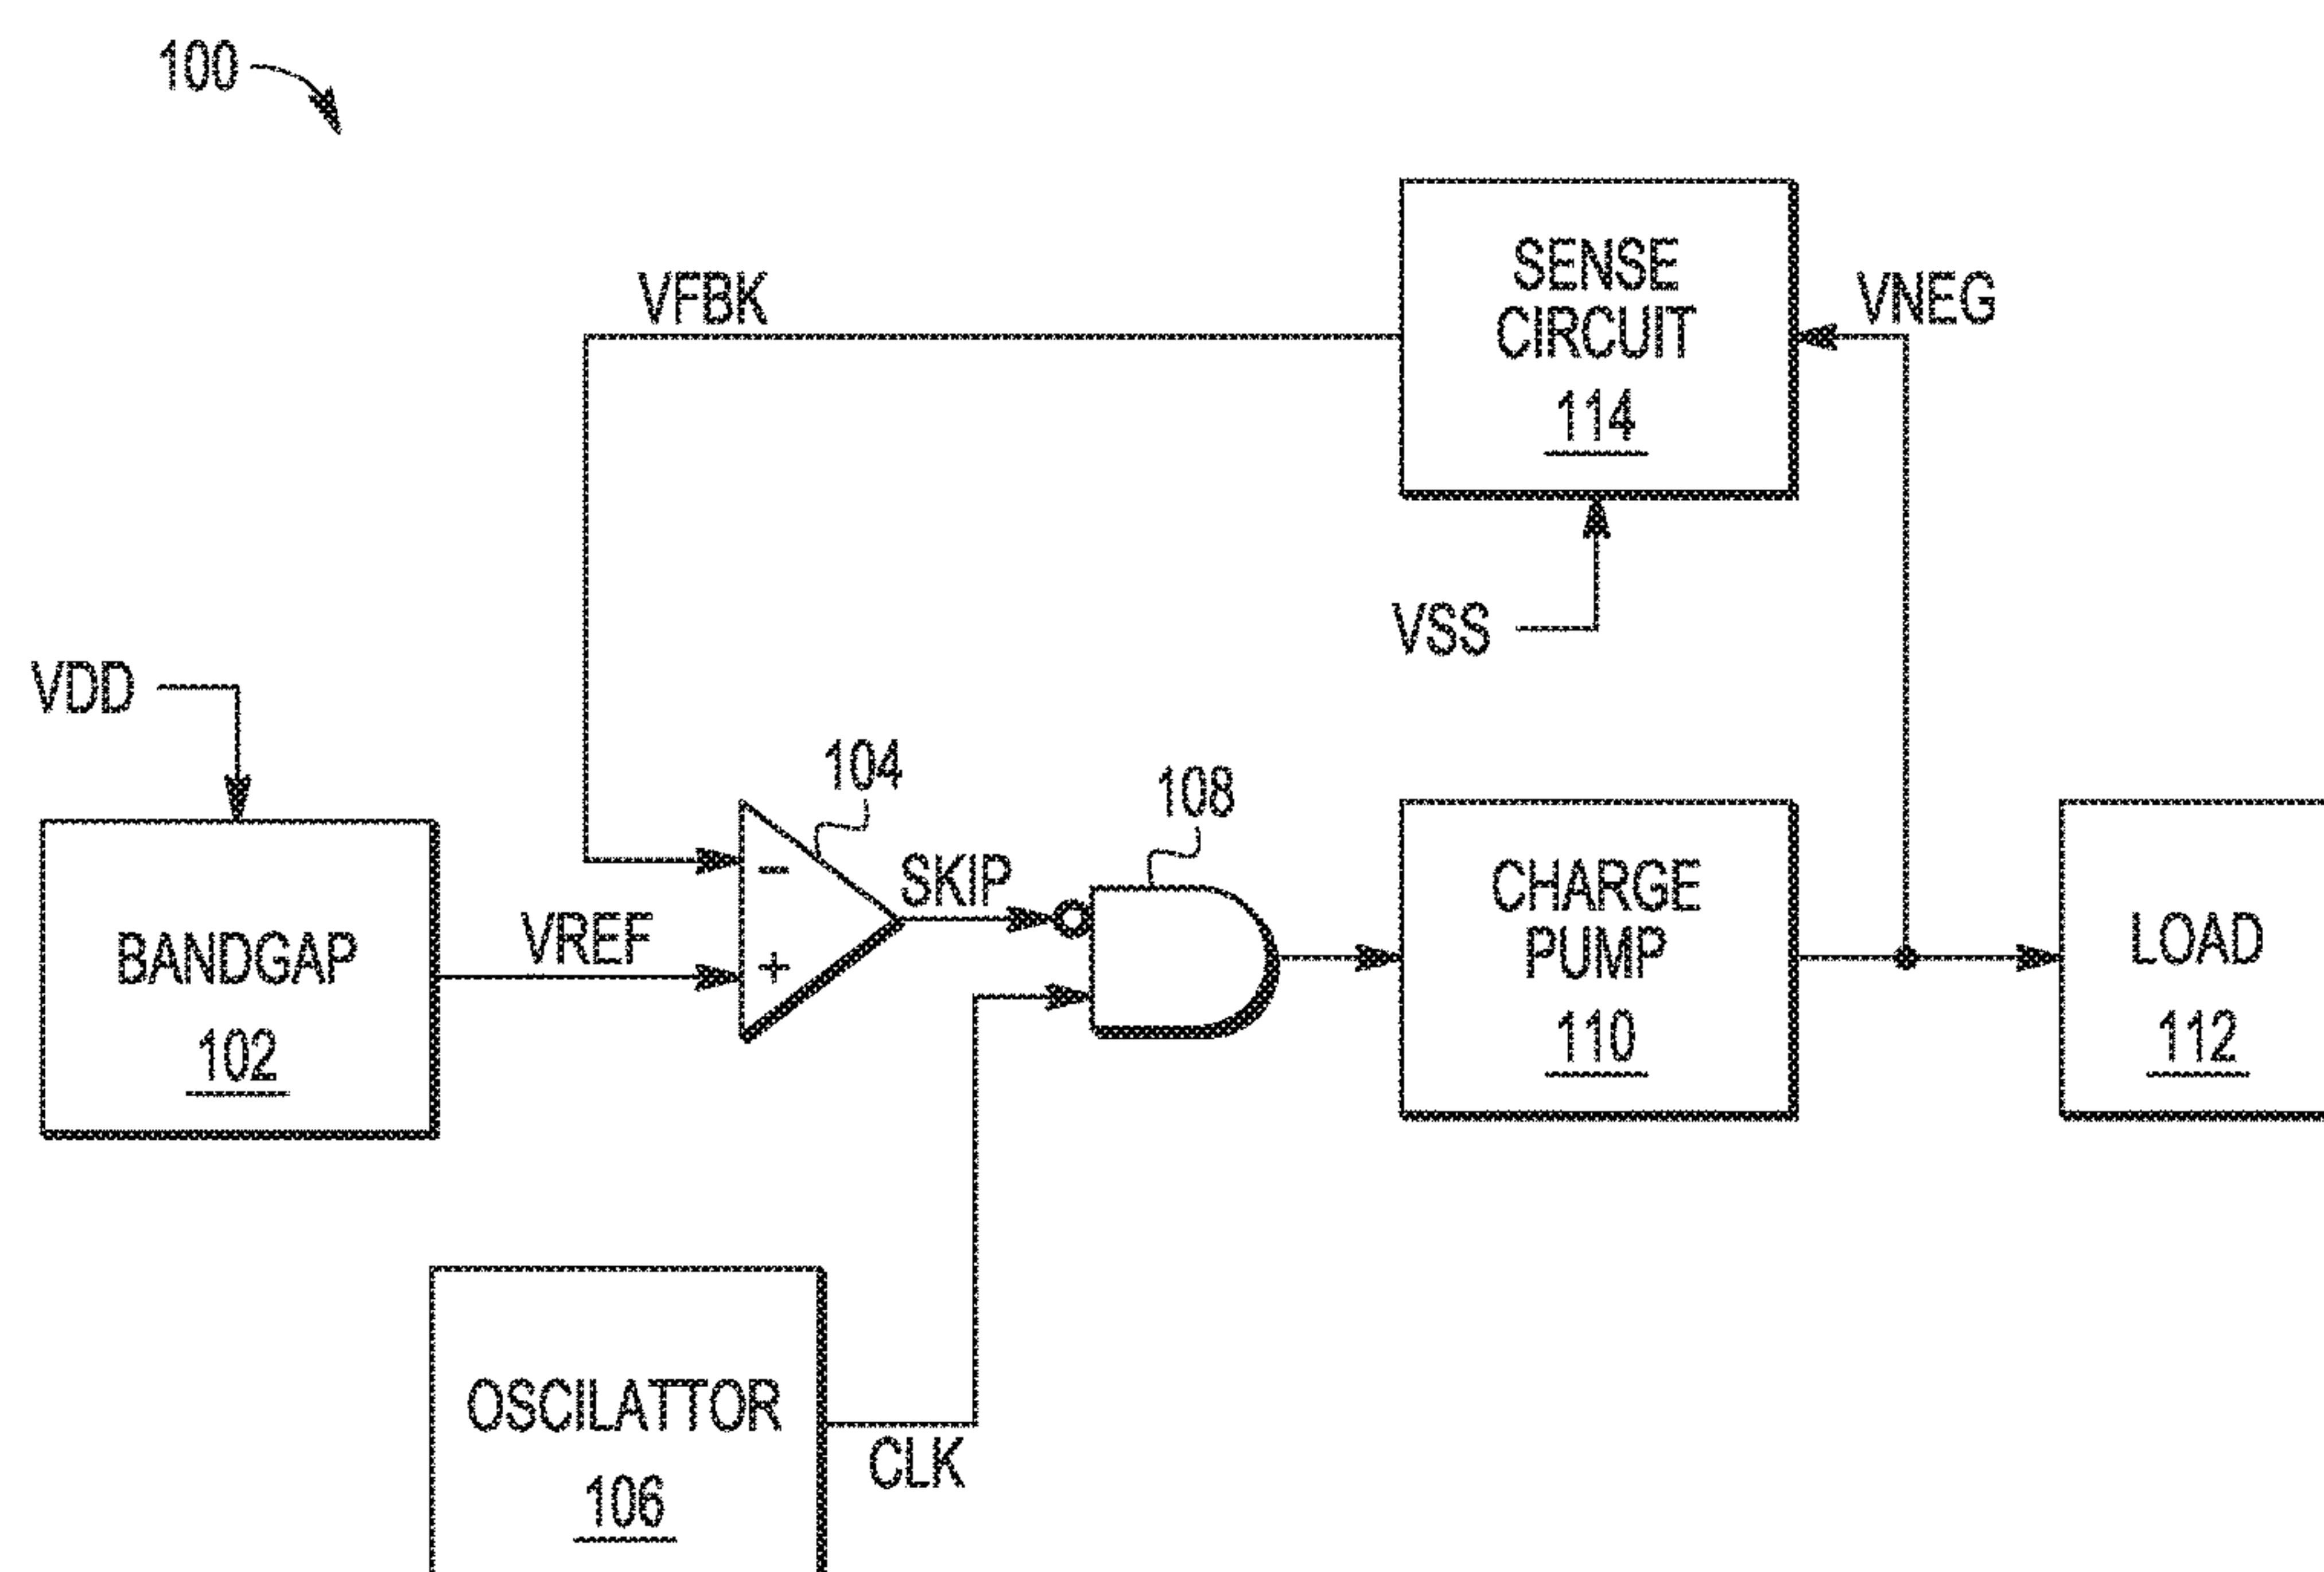 100
SENSE
CIRCUIT
114
VFBK
VNEG
VSS
VDD
104
108
BANDGAP
102
VREF
-
+
SKIP
CHARGE
PUMP
110
LOAD
112
OSCILATTOR
106
CLK